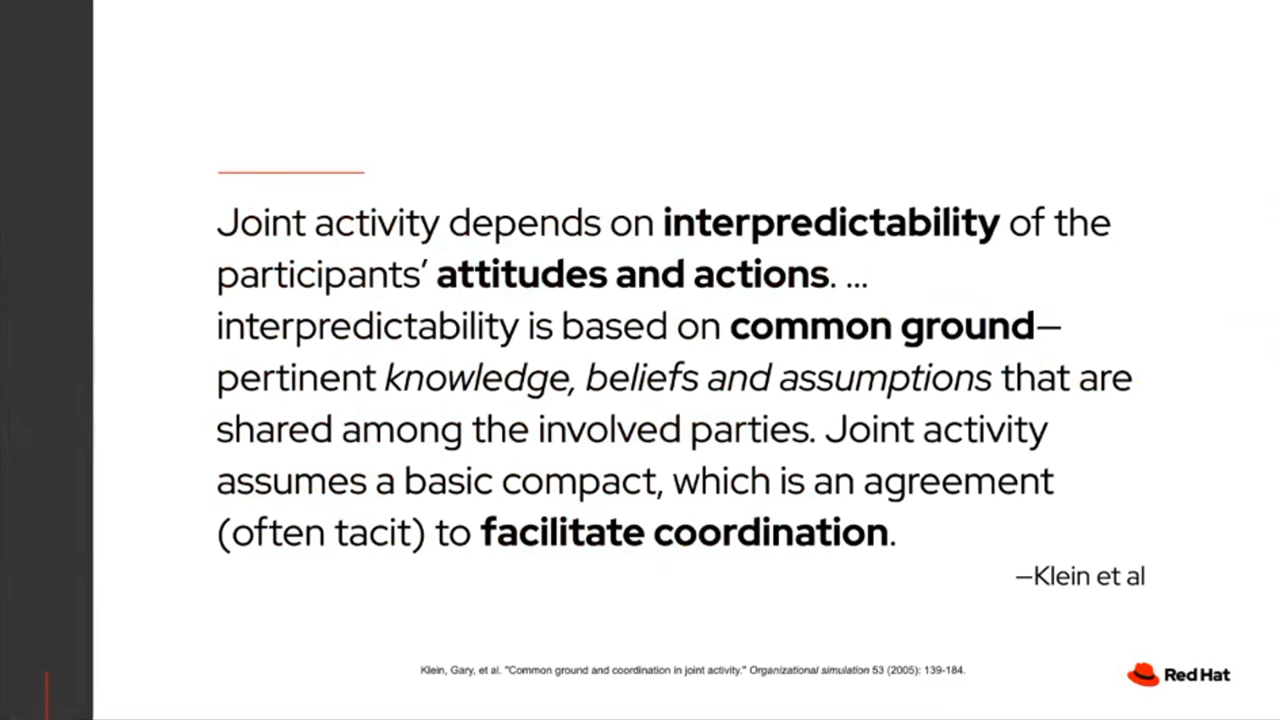 Joint activity depends on interpredictability of the
participants’ attitudes and actions. ...
interpredictability is based on common ground—
pertinent knowledge, beliefs and assumptions that are
shared among the involved parties. Joint activity
assumes a basic compact, which is an agreement
(often tacit) to facilitate coordination.
—Klein et al
Klein, Gary, et al. "Common ground and coordination in joint activity." Organizational simulation 53 (2005): 139-184.
Red Hat